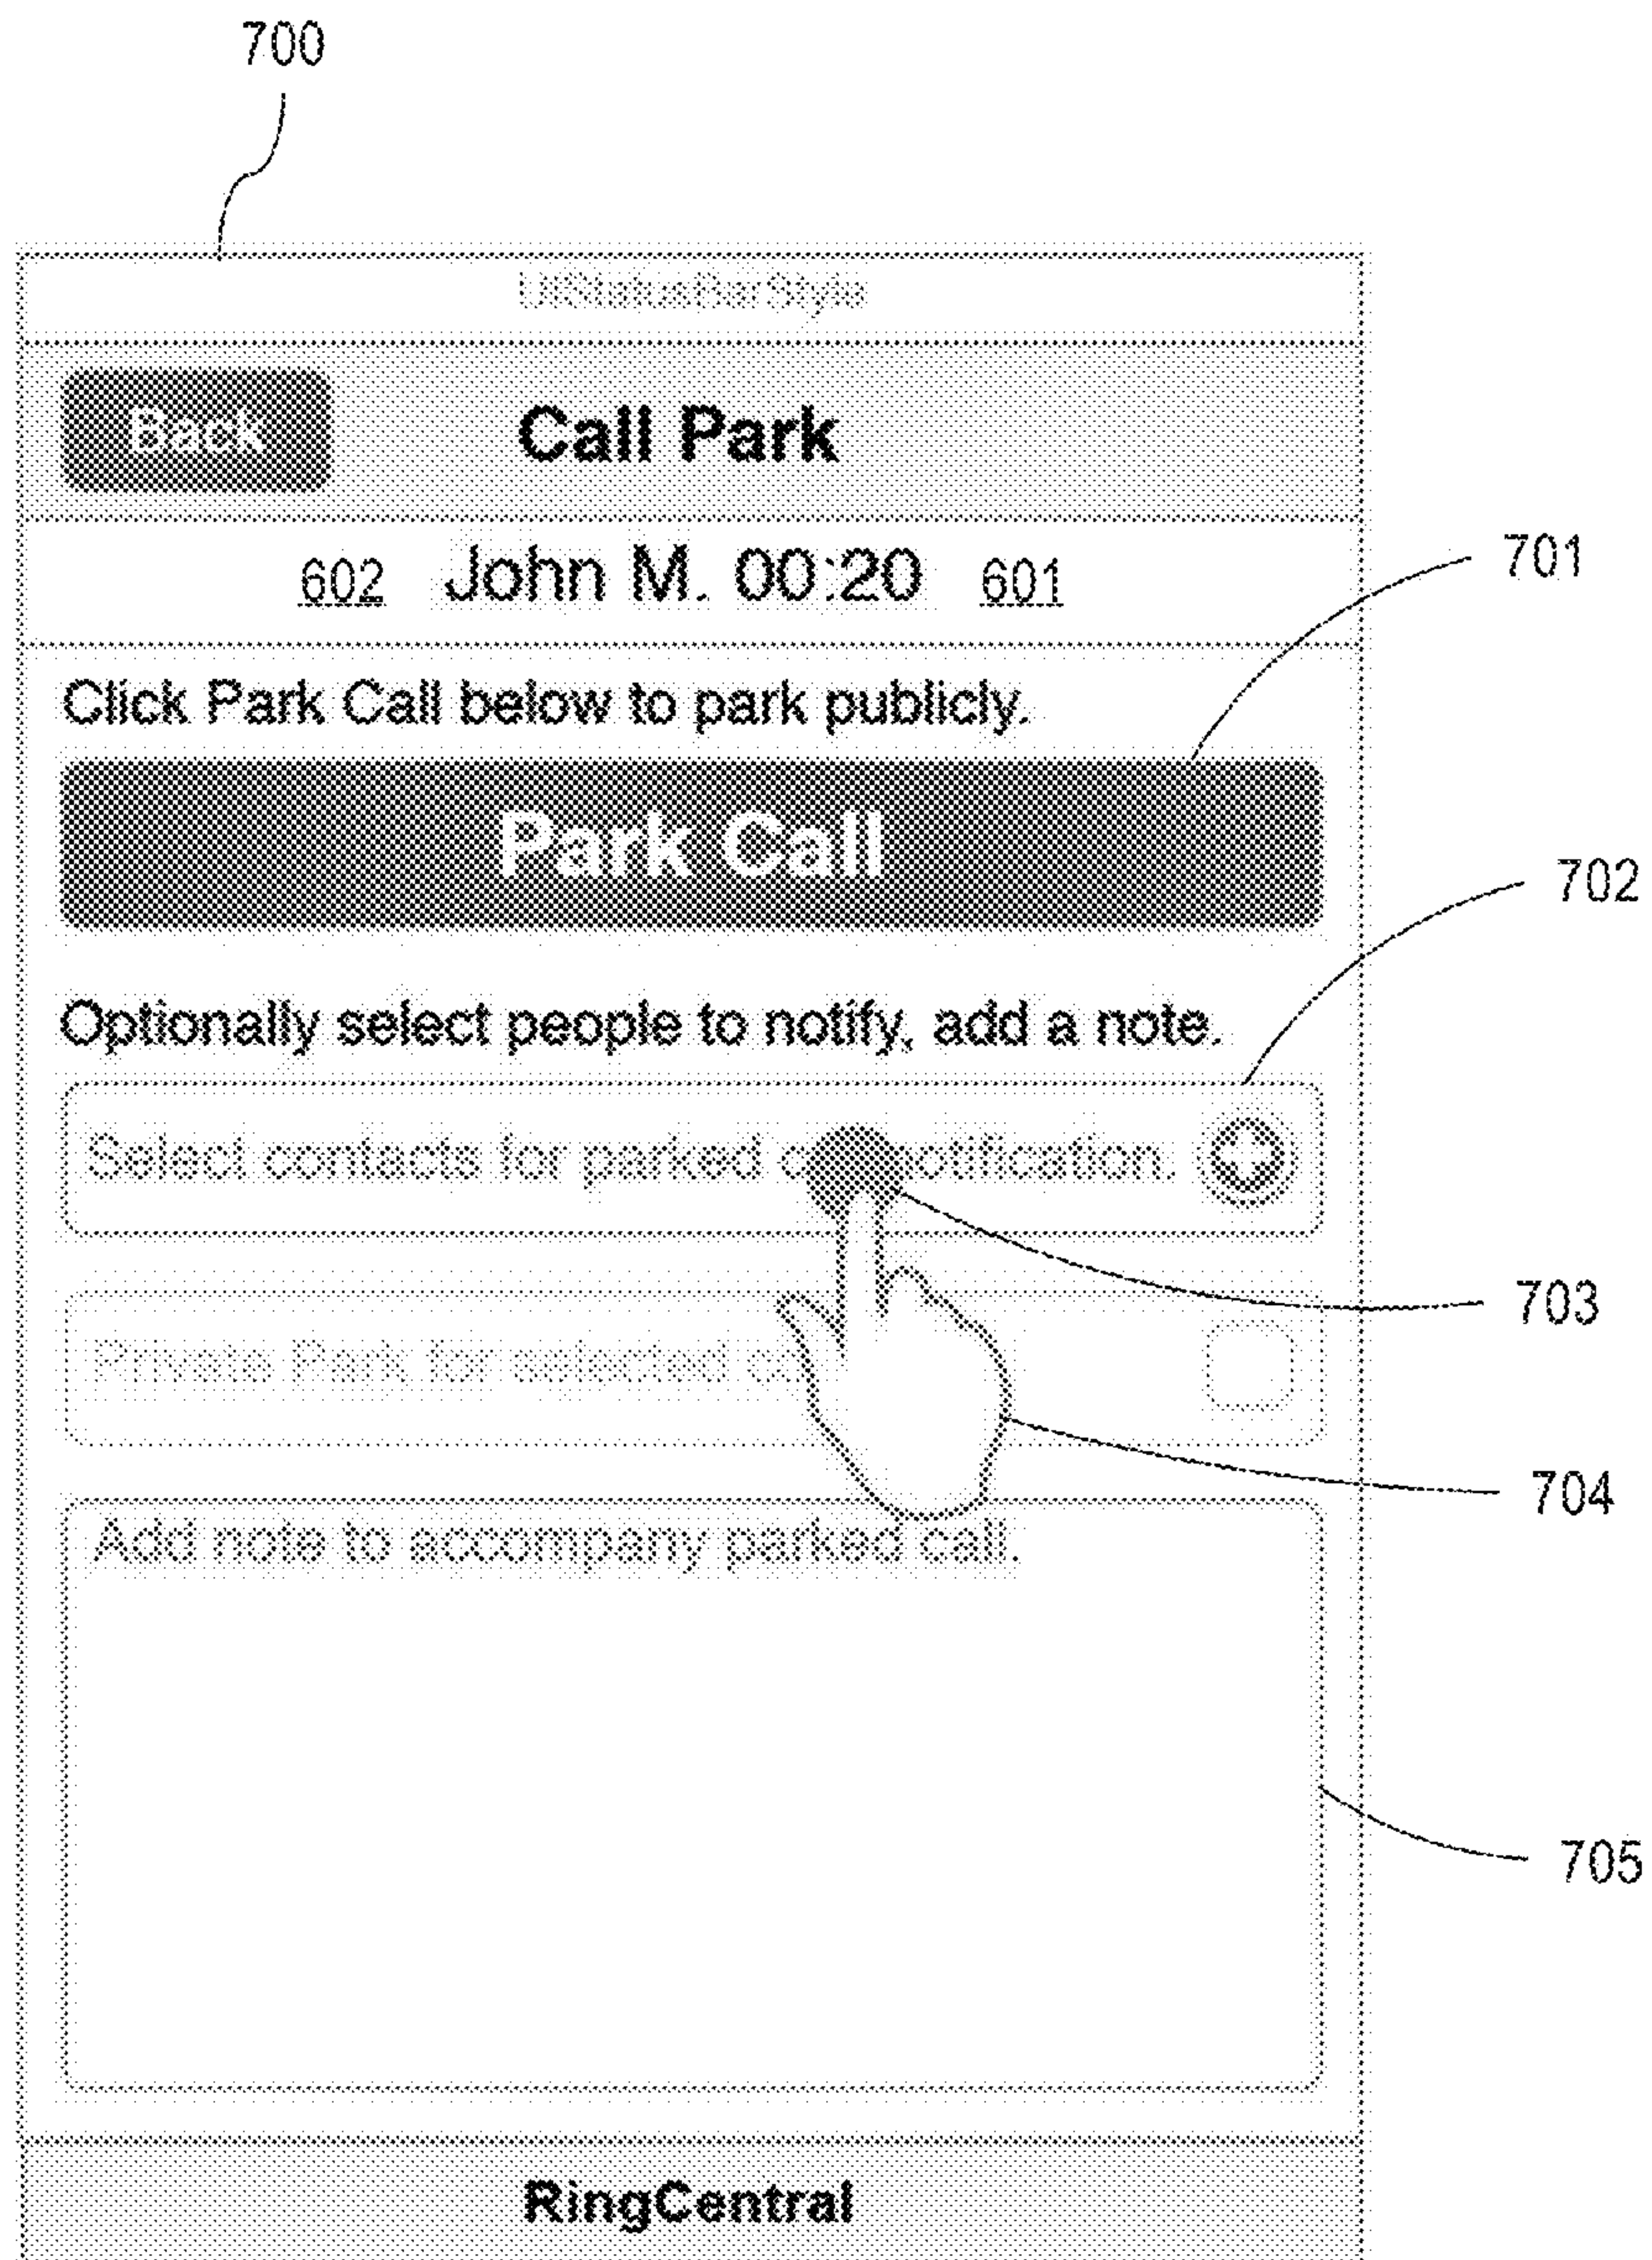 700
UIStatusBarStyle
Back
Call Park
602 John M. 00:20 601
701
Click Park Call below to park publicly.
Park Call
702
Optionally select people to notify, add a note.
Select contacts for parked c otification.
703
Private Park for selected c
704
Add note to accompany parked call.
705
RingCentral